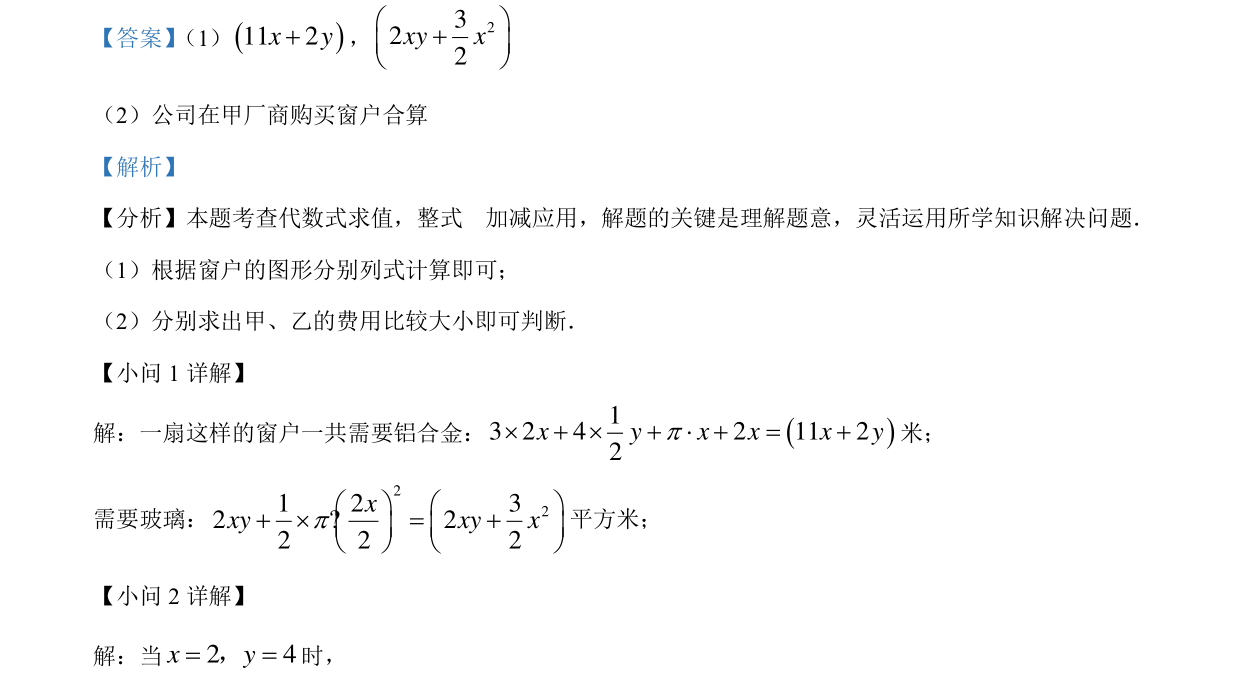 【答案】（1）(11x+2y)，(2xy+3/2x²)
（2）公司在甲厂商购买窗户合算
【解析】
【分析】本题考查代数式求值，整式 加减应用，解题的关键是理解题意，灵活运用所学知识解决问题．
（1）根据窗户的图形分别列式计算即可；
（2）分别求出甲、乙的费用比较大小即可判断．
【小问 1 详解】
解：一扇这样的窗户一共需要铝合金：3×2x+4×1/2y+π·x+2x=(11x+2y)米；
需要玻璃：2xy+1/2×π?(2x/2)²=(2xy+3/2x²)平方米；
【小问 2 详解】
解：当x=2，y=4时，